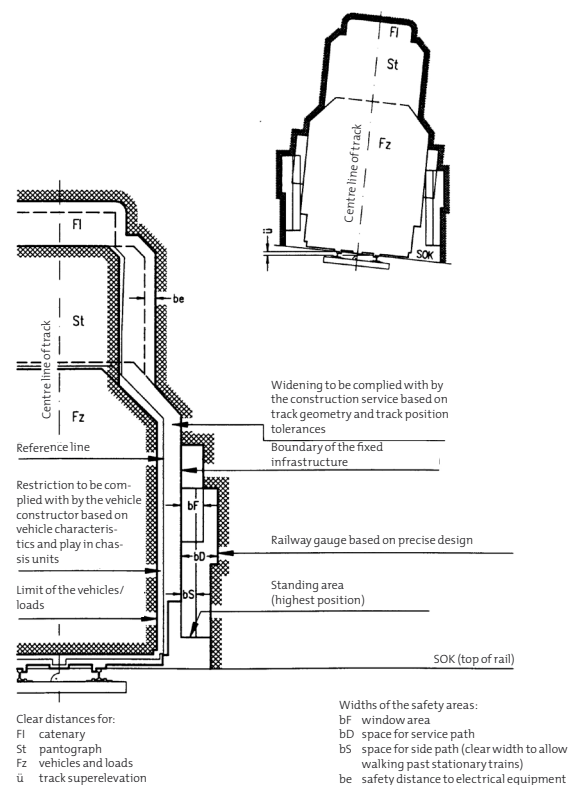 Fl
St
Fz
Centre line of track
ü
SOK
Fl
be
St
Centre line of track
Fz
Widening to be complied with by
the construction service based on
track geometry and track position
tolerances
Reference line
Boundary of the fixed
infrastructure
Restriction to be com-
plied with by the vehicle
constructor based on
vehicle characteris-
tics and play in chas-
sis units
bF
Railway gauge based on precise design
bD
Limit of the vehicles/
loads
bS
Standing area
(highest position)
SOK (top of rail)
Clear distances for:
Fl catenary
St pantograph
Fz vehicles and loads
ü track superelevation
Widths of the safety areas:
bF window area
bD space for service path
bS space for side path (clear width to allow
walking past stationary trains)
be safety distance to electrical equipment